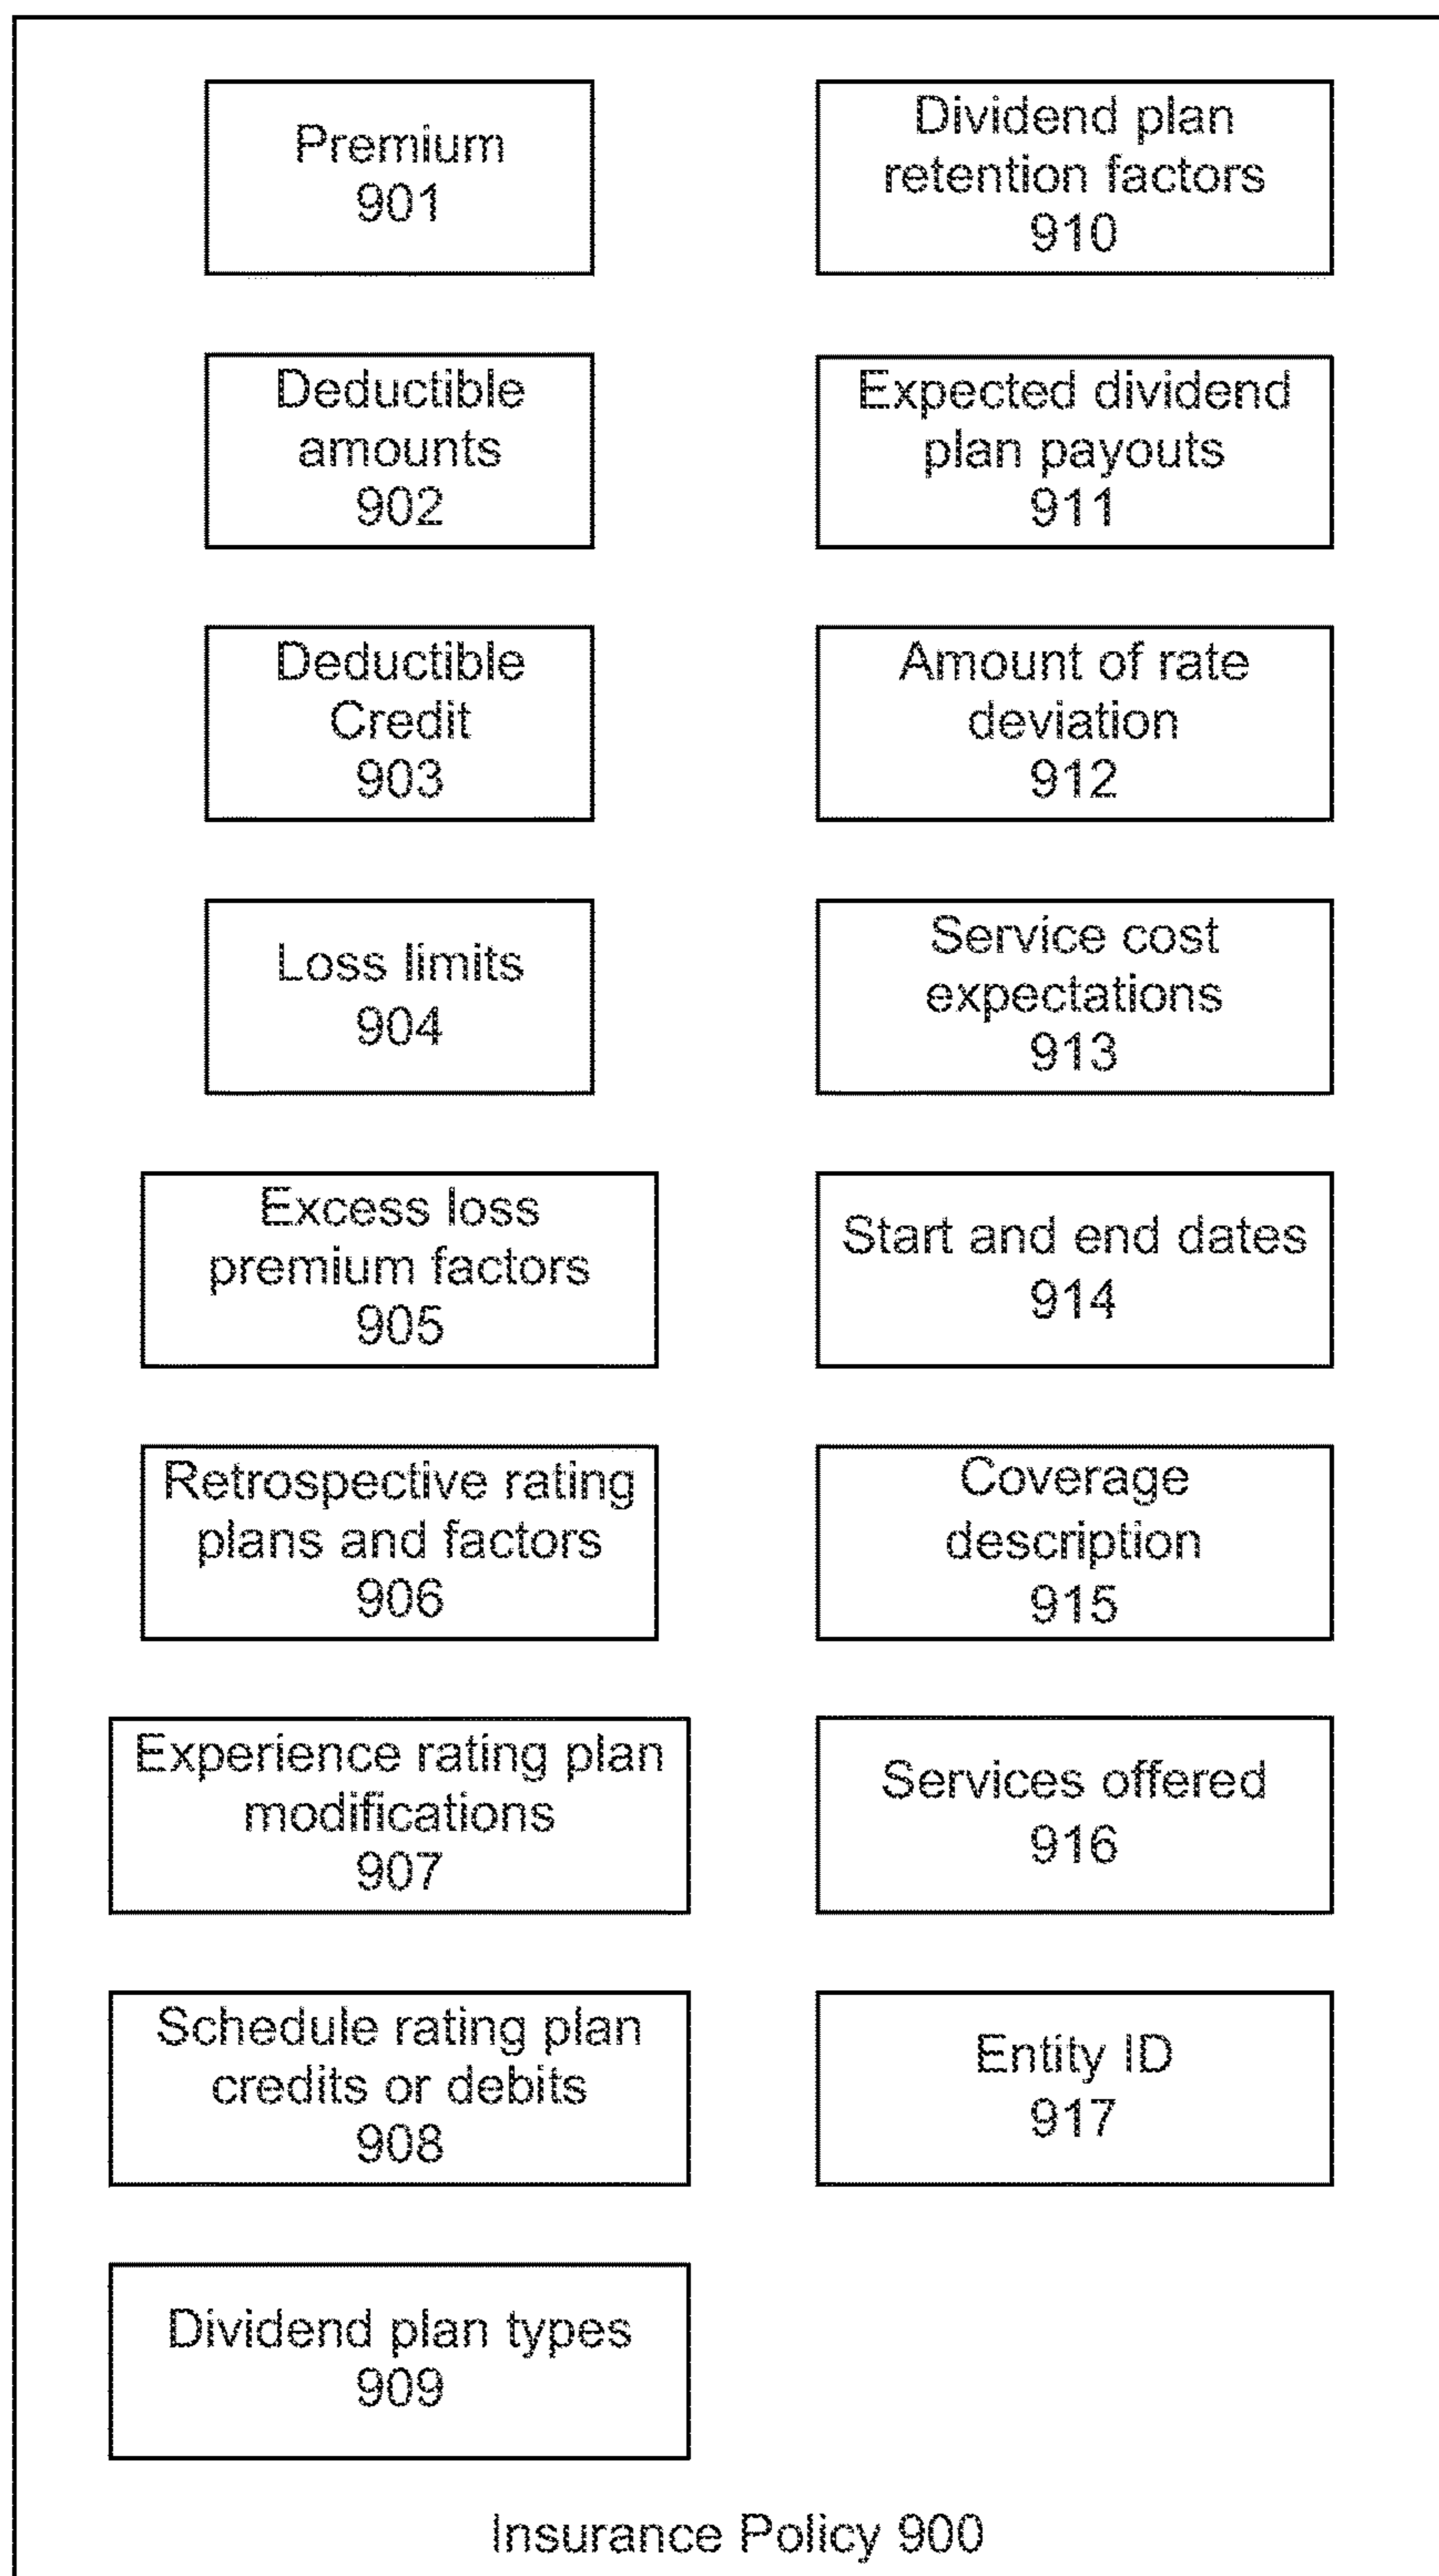 Premium
901
Deductible
amounts
902
Deductible
Credit
903
Loss limits
904
Excess loss
premium factors
905
Retrospective rating
plans and factors
906
Experience rating plan
modifications
907
Schedule rating plan
credits or debits
908
Dividend plan types
909
Dividend plan
retention factors
910
Expected dividend
plan payouts
911
Amount of rate
deviation
912
Service cost
expectations
913
Start and end dates
914
Coverage
description
915
Services offered
916
Entity ID
917
Insurance Policy 900